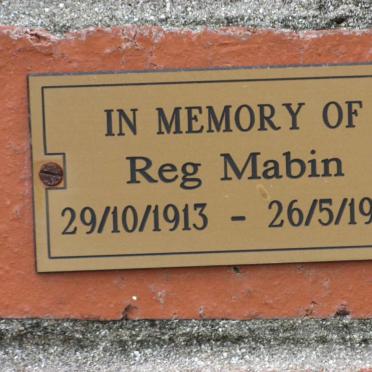 IN MEMORY OF
Reg Mabin
29/10/1913 - 26/5/19